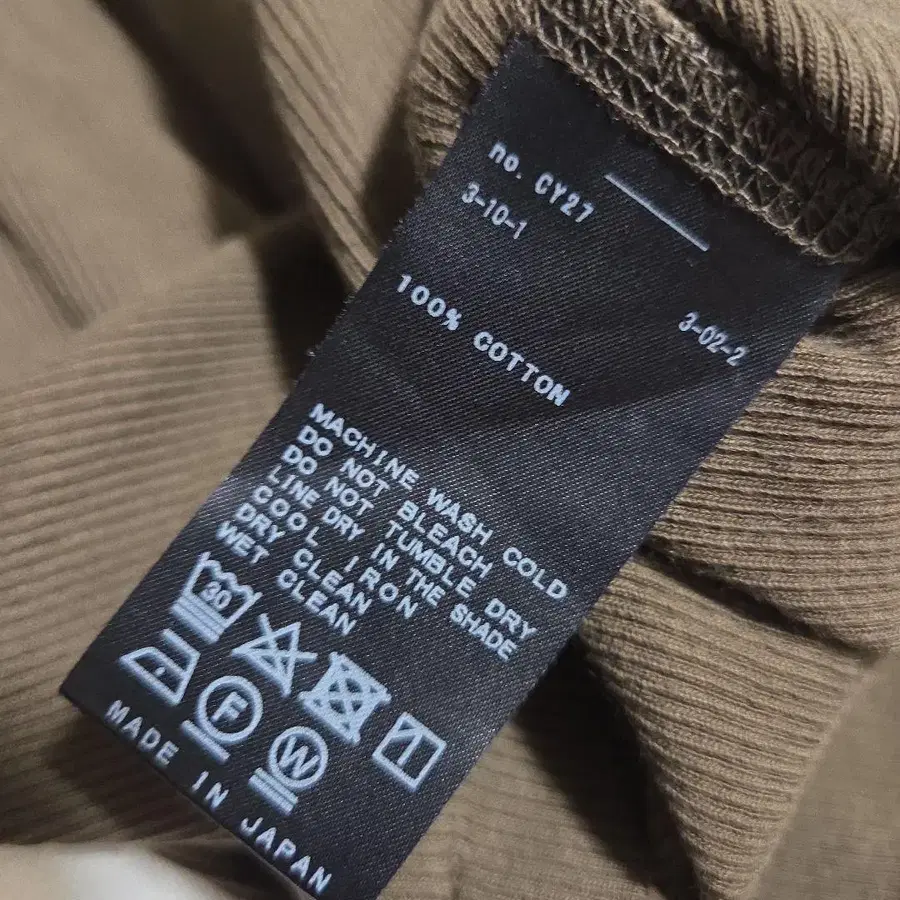 no. CY27
3-10-1
3-02-2
100% COTTON
MACHINE WASH COLD
DO NOT BLEACH
DO NOT TUMBLE DRY
LINE DRY IN THE SHADE
COOL IRON
DRY CLEAN
WET CLEAN
30
F
W
MADE IN JAPAN